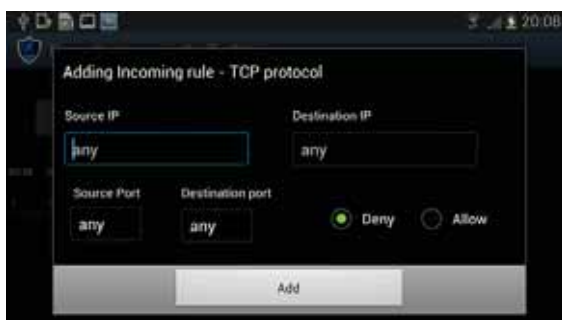 20:08
Adding Incoming rule - TCP protocol
Source IP
Destination IP
any
any
Source Port
Destination port
any
any
Deny
Allow
Add